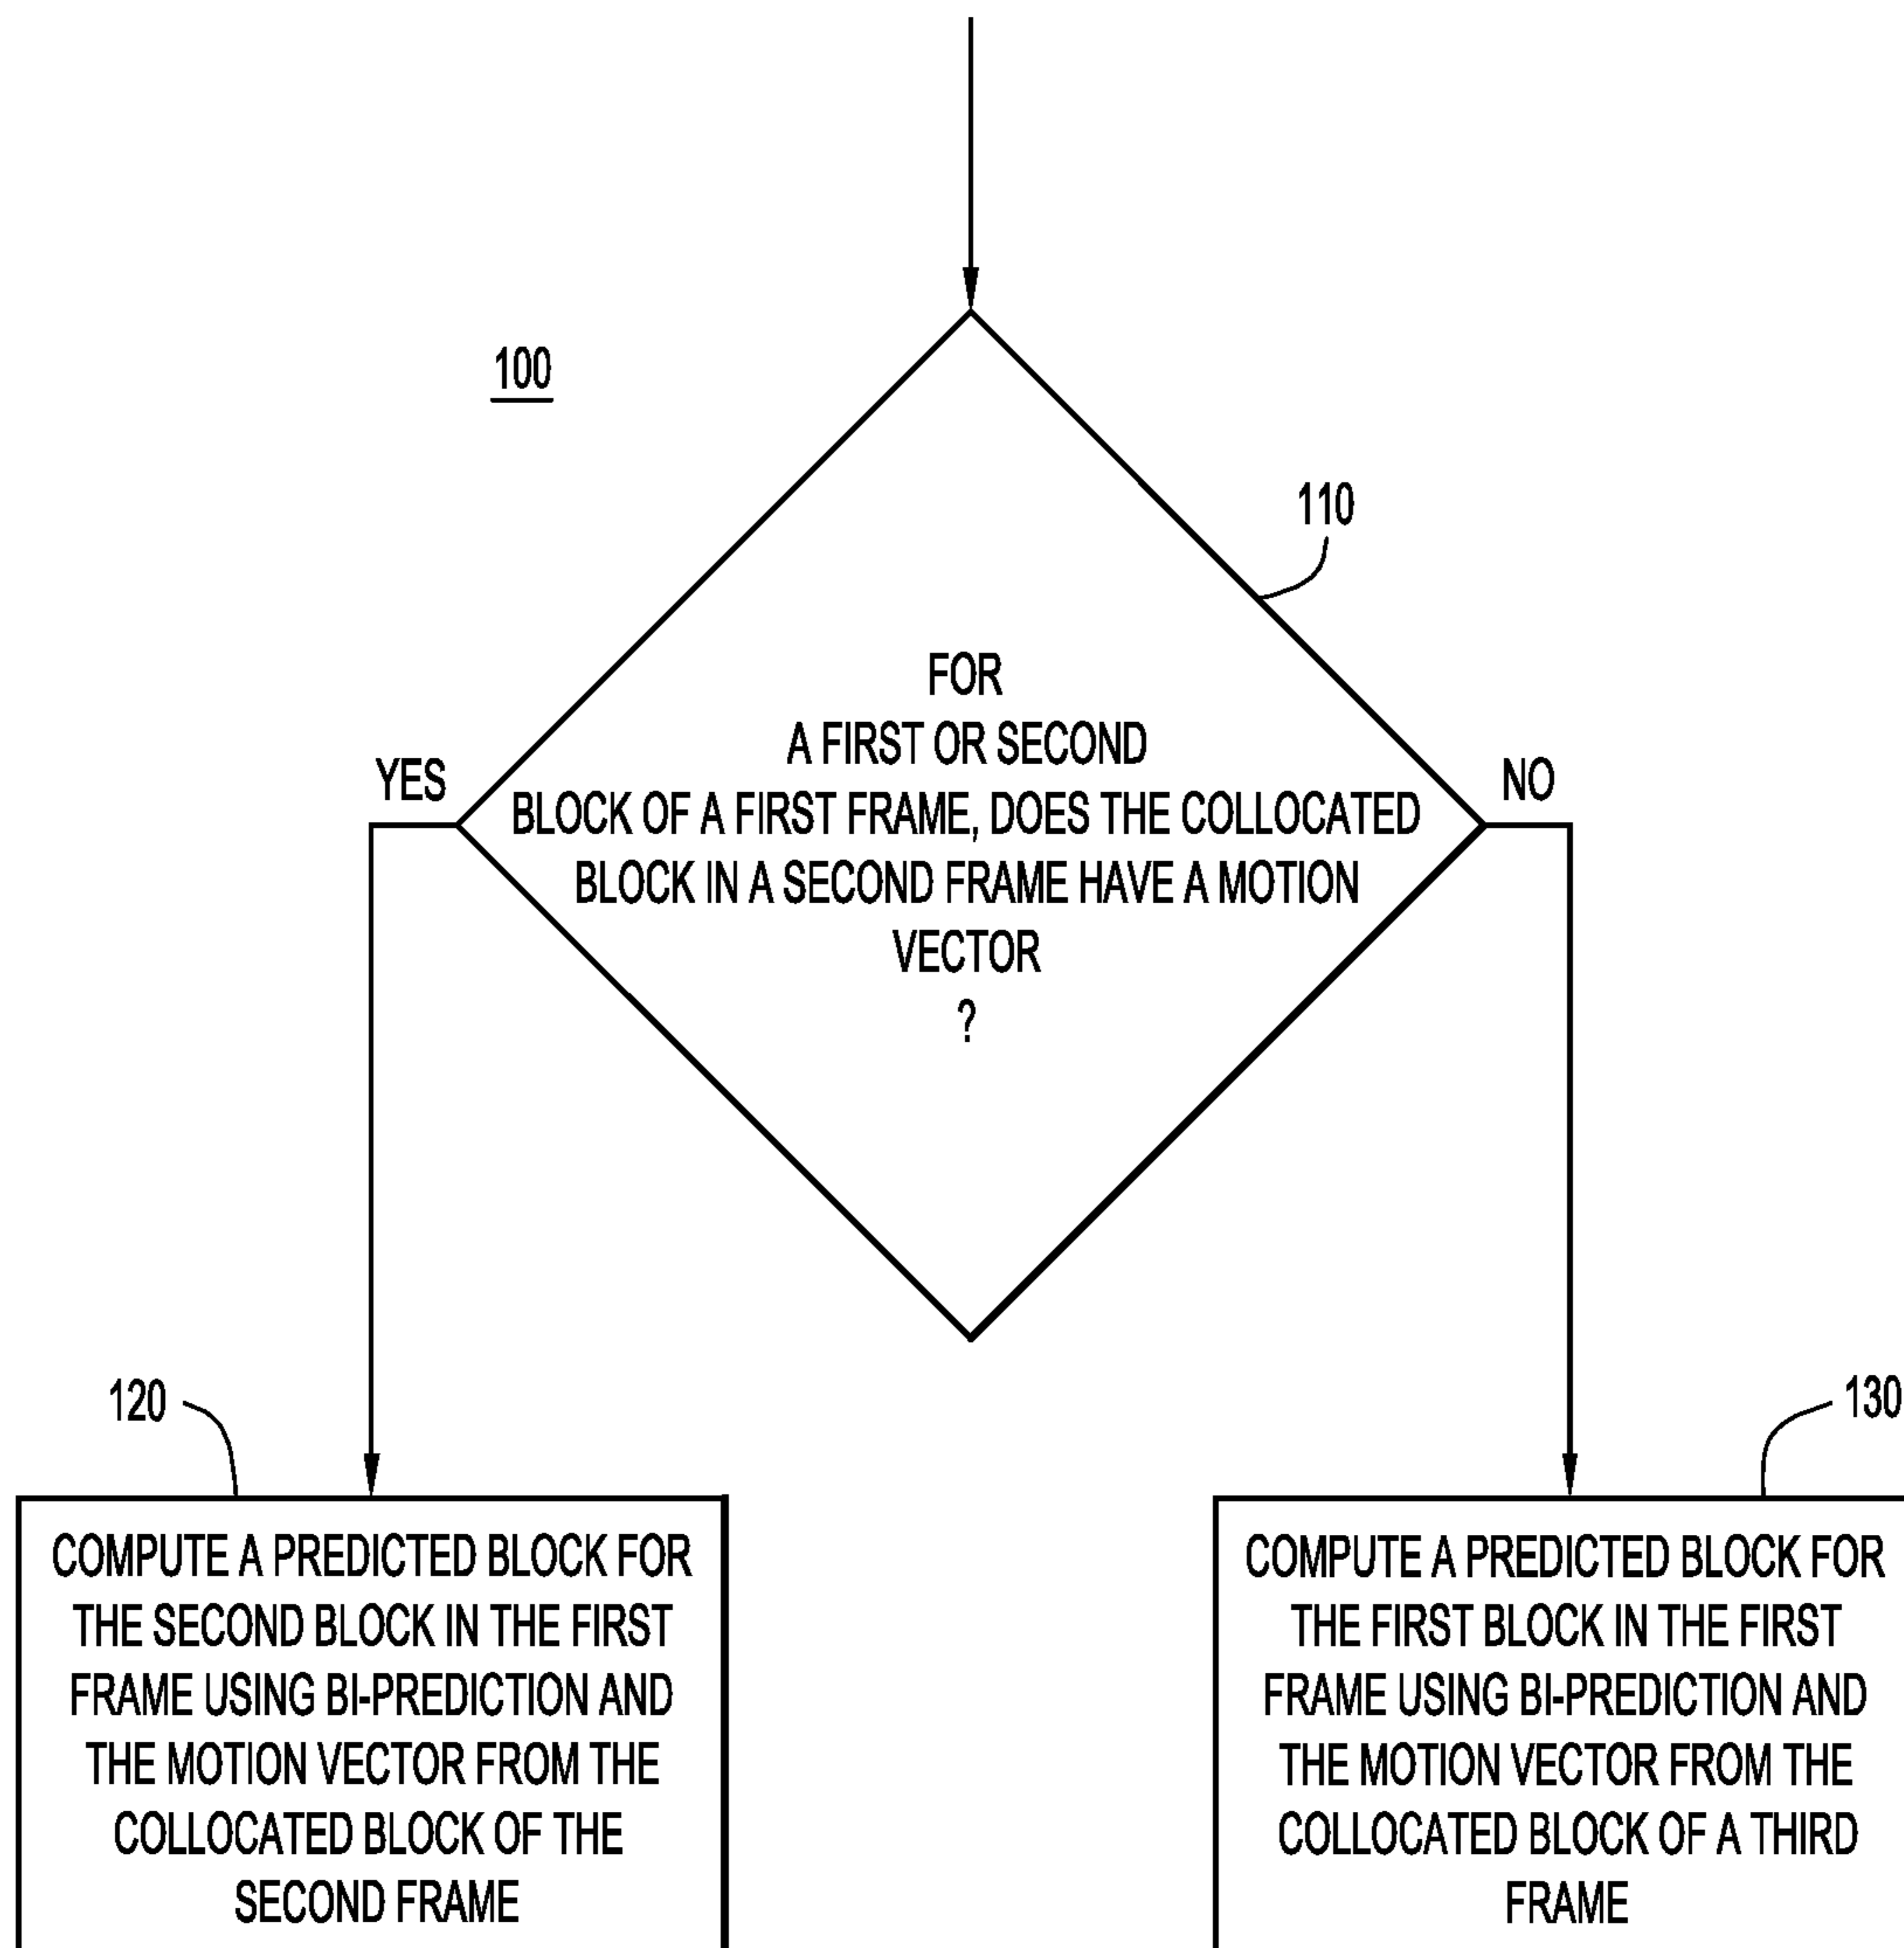 100
110
FOR
A FIRST OR SECOND
BLOCK OF A FIRST FRAME, DOES THE COLLOCATED
BLOCK IN A SECOND FRAME HAVE A MOTION
VECTOR
?
YES
NO
120
COMPUTE A PREDICTED BLOCK FOR
THE SECOND BLOCK IN THE FIRST
FRAME USING BI-PREDICTION AND
THE MOTION VECTOR FROM THE
COLLOCATED BLOCK OF THE
SECOND FRAME
130
COMPUTE A PREDICTED BLOCK FOR
THE FIRST BLOCK IN THE FIRST
FRAME USING BI-PREDICTION AND
THE MOTION VECTOR FROM THE
COLLOCATED BLOCK OF A THIRD
FRAME